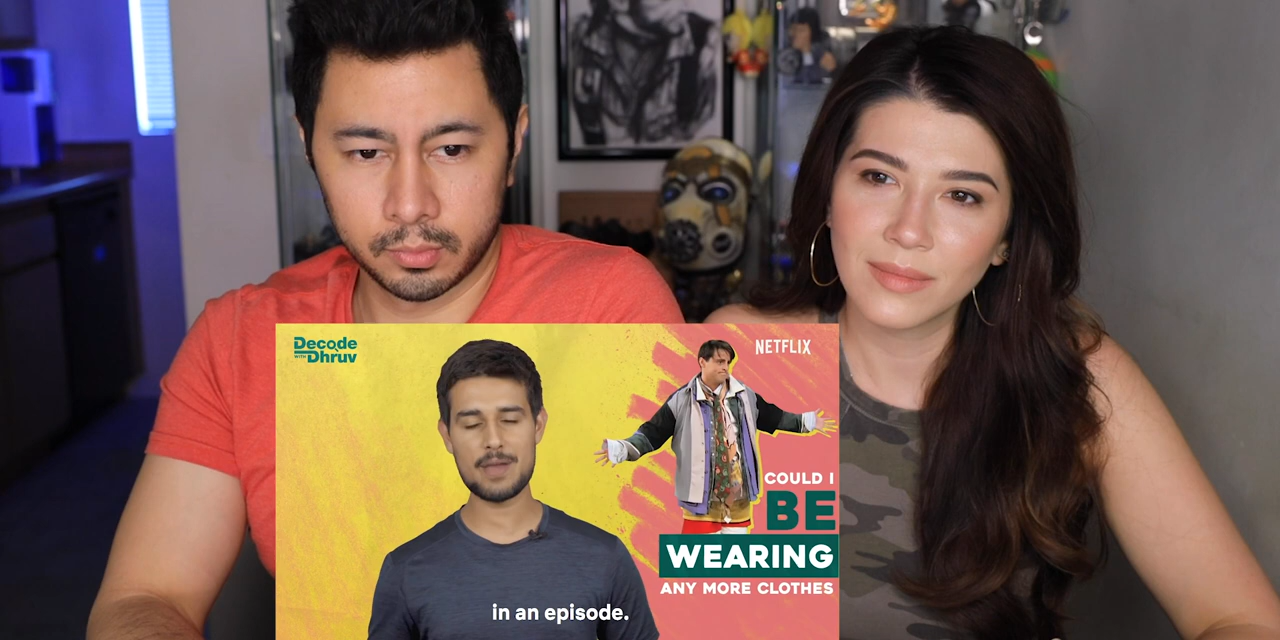 Decode
WITH
Dhruv
NETFLIX
COULD I
BE
WEARING
ANY MORE CLOTHES
in an episode.